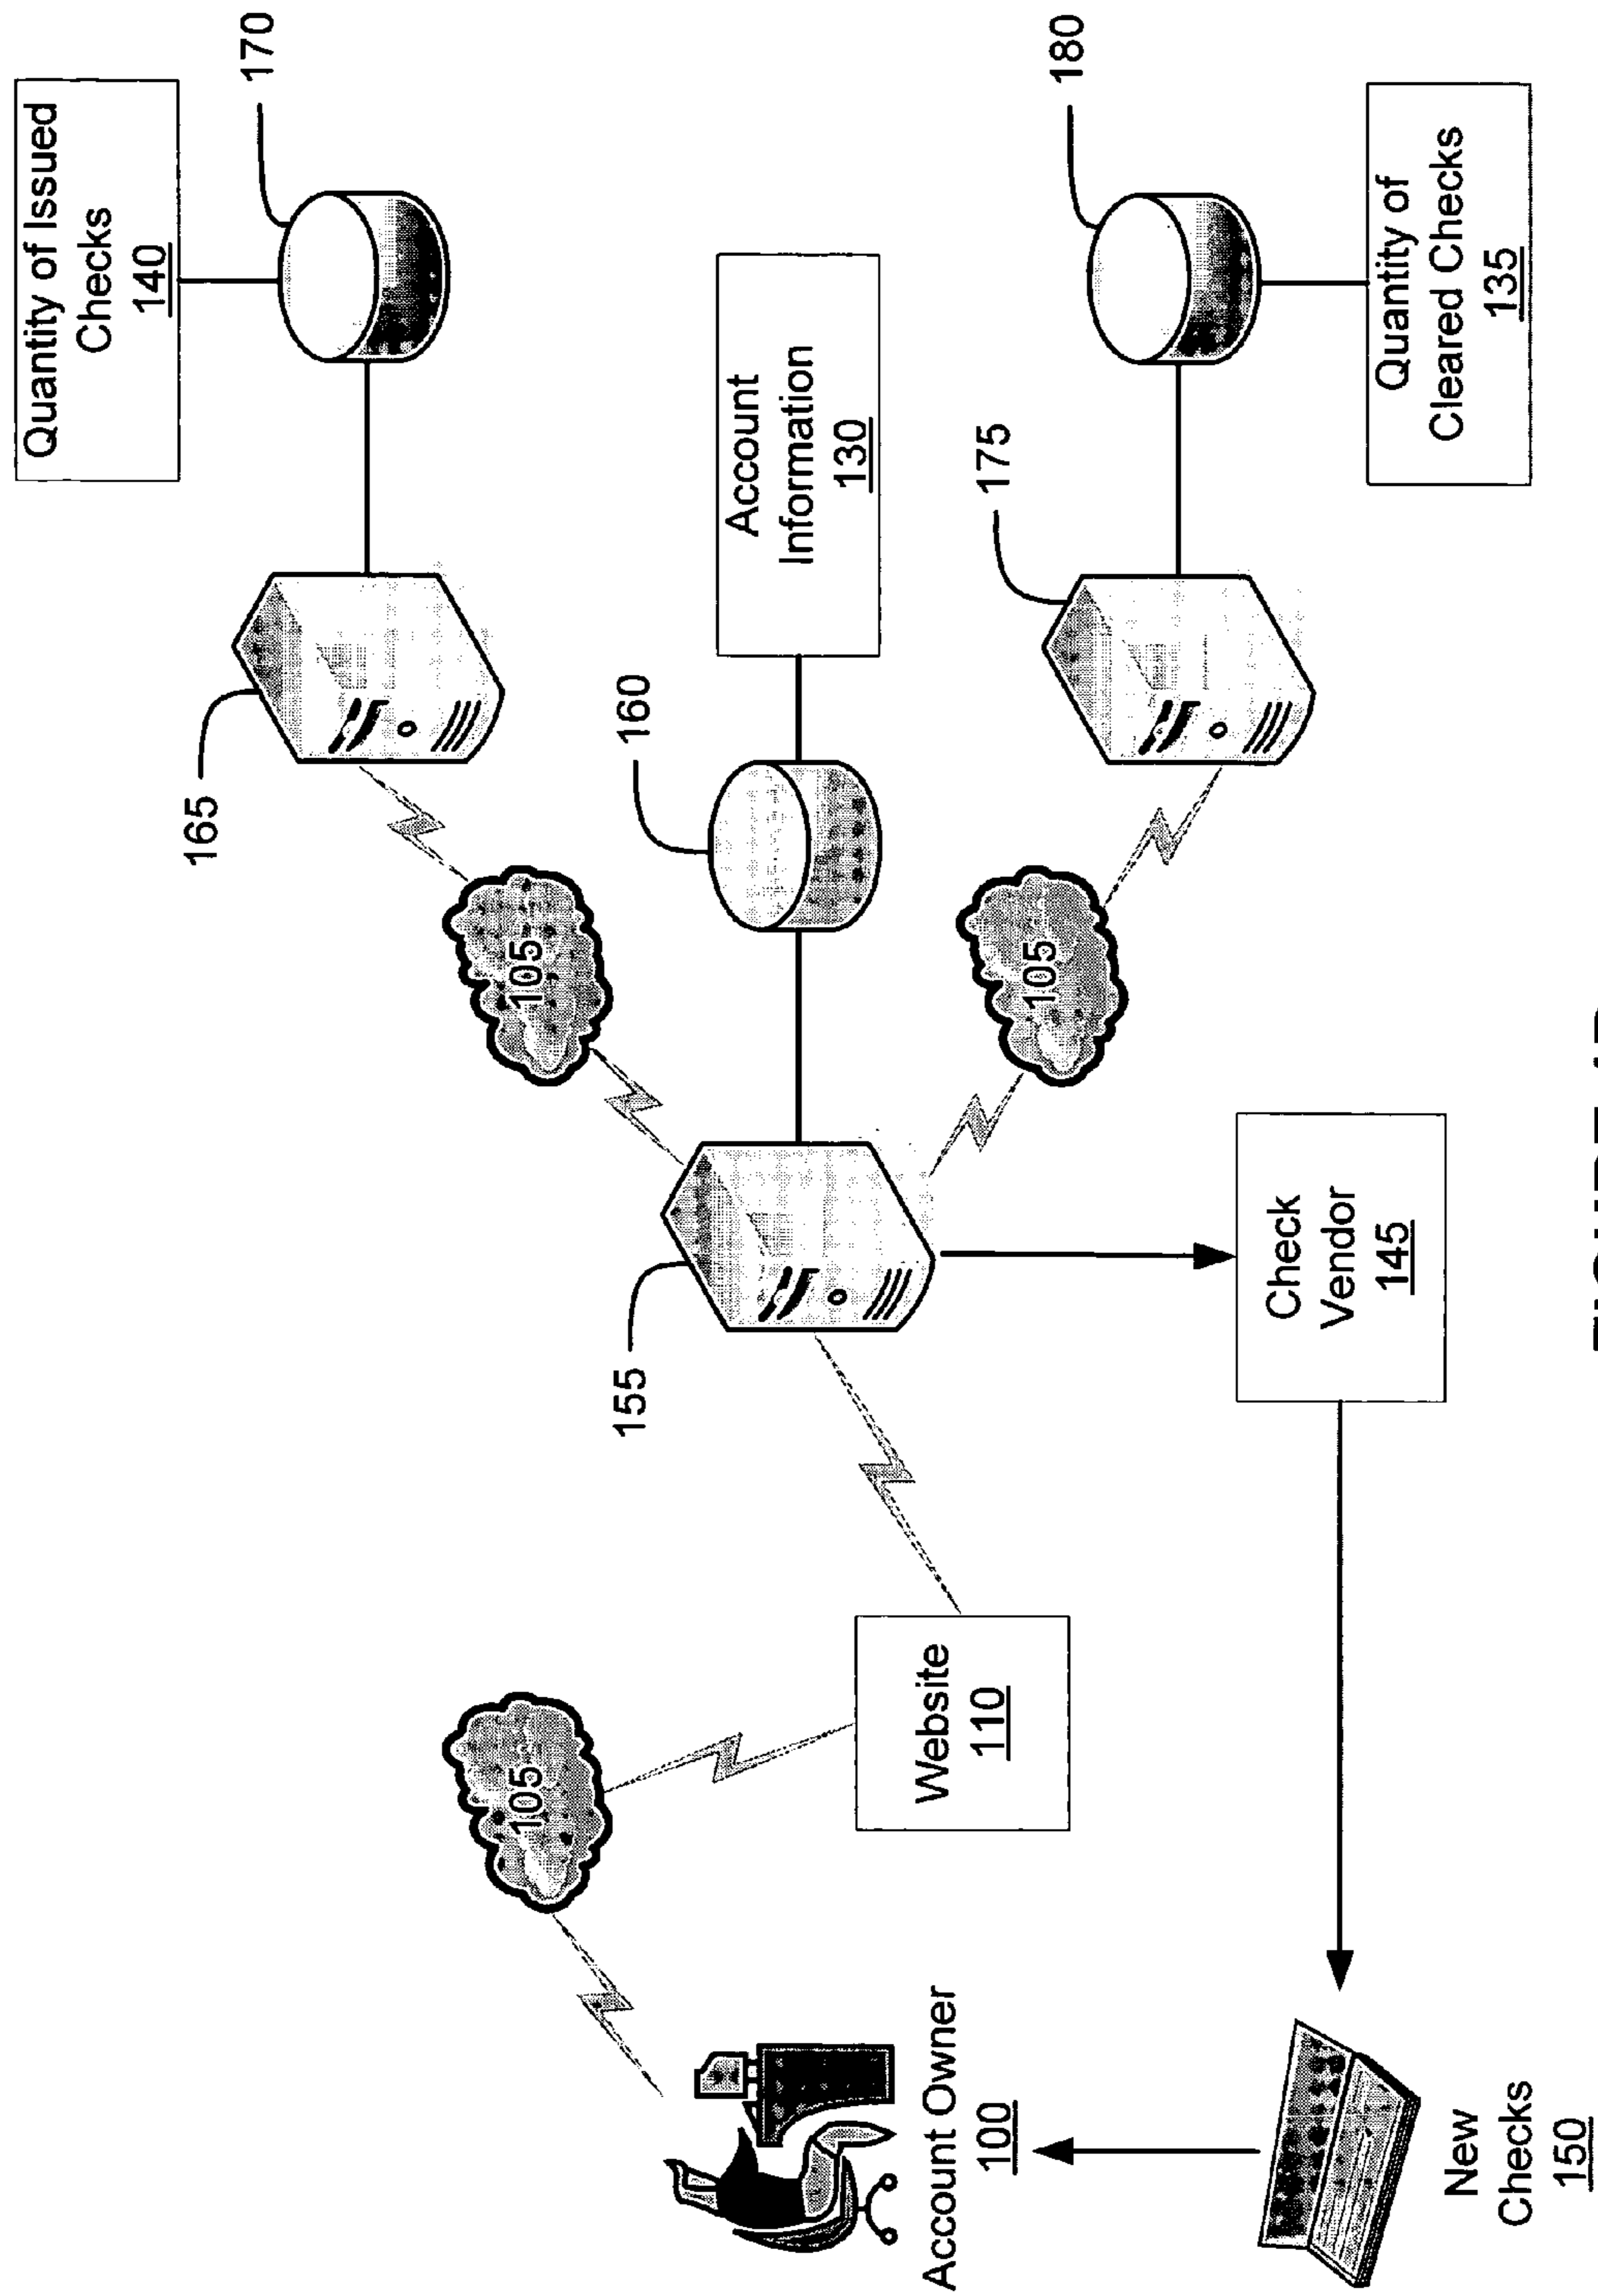 Quantity of Issued
Checks
140
165
170
105
105
155
160
Account
Information
130
Account Owner
100
Website
110
175
105
180
Check
Vendor
145
Quantity of
Cleared Checks
135
New
Checks
150